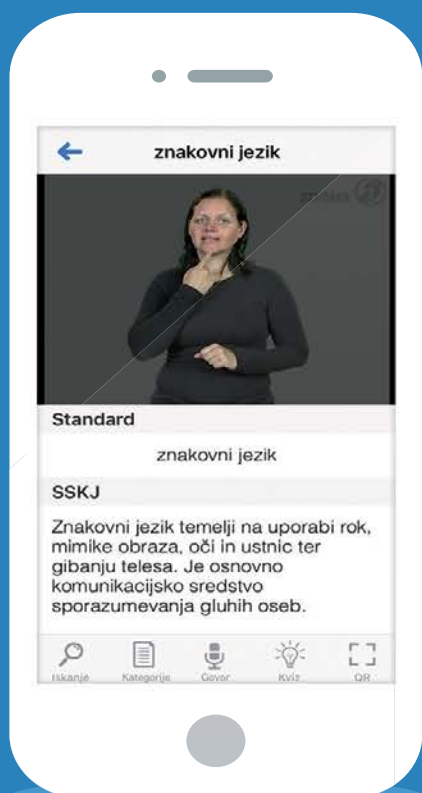 znakovni jezik
Standard
znakovni jezik
SSKJ
Znakovni jezik temelji na uporabi rok,
mimike obraza, oči in ustnic ter
gibanju telesa. Je osnovno
komunikacijsko sredstvo
sporazumevanja gluhih oseb.
Iskanje Kategorije Govor Kviz QR